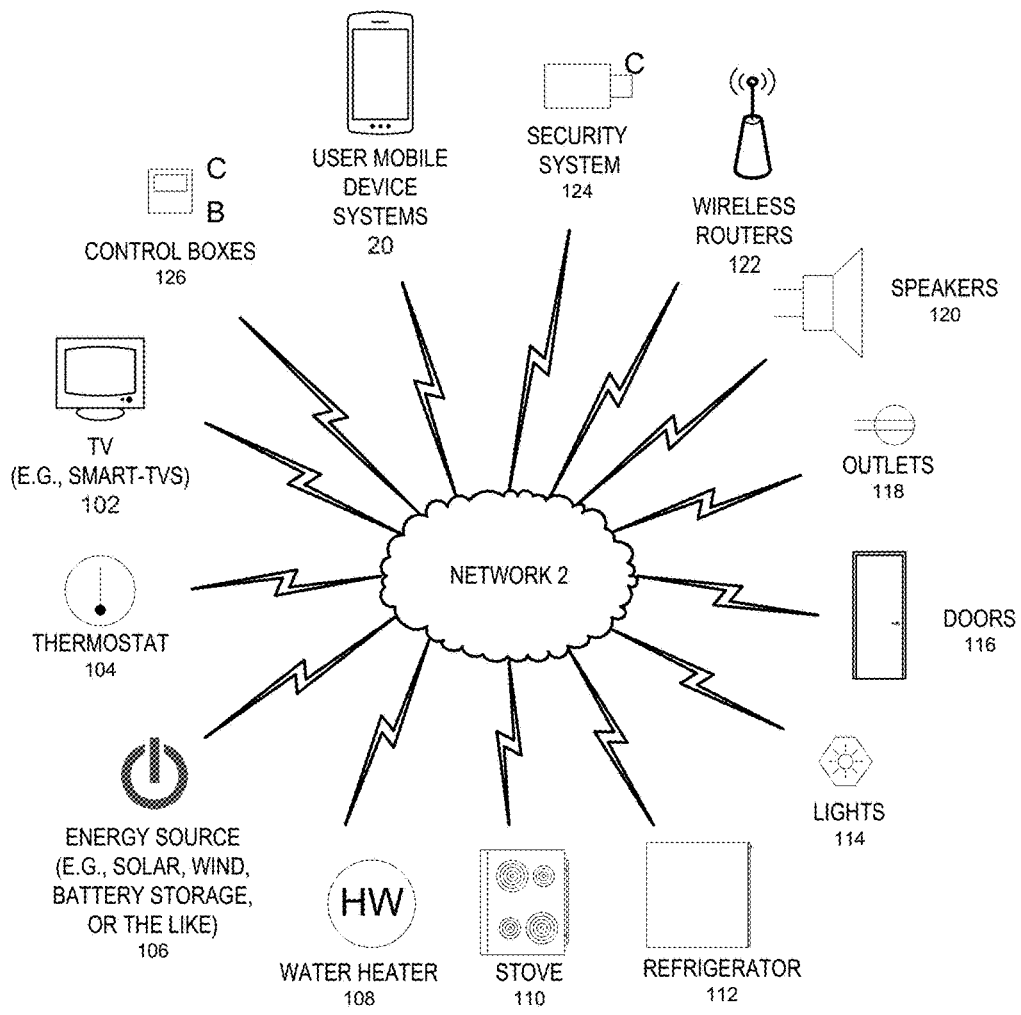 C
B
CONTROL BOXES
126
USER MOBILE
DEVICE
SYSTEMS
20
C
SECURITY
SYSTEM
124
WIRELESS
ROUTERS
122
SPEAKERS
120
TV
(E.G., SMART-TVS)
102
OUTLETS
118
NETWORK 2
THERMOSTAT
104
DOORS
116
ENERGY SOURCE
(E.G., SOLAR, WIND,
BATTERY STORAGE,
OR THE LIKE)
106
LIGHTS
114
HW
WATER HEATER
108
STOVE
110
REFRIGERATOR
112